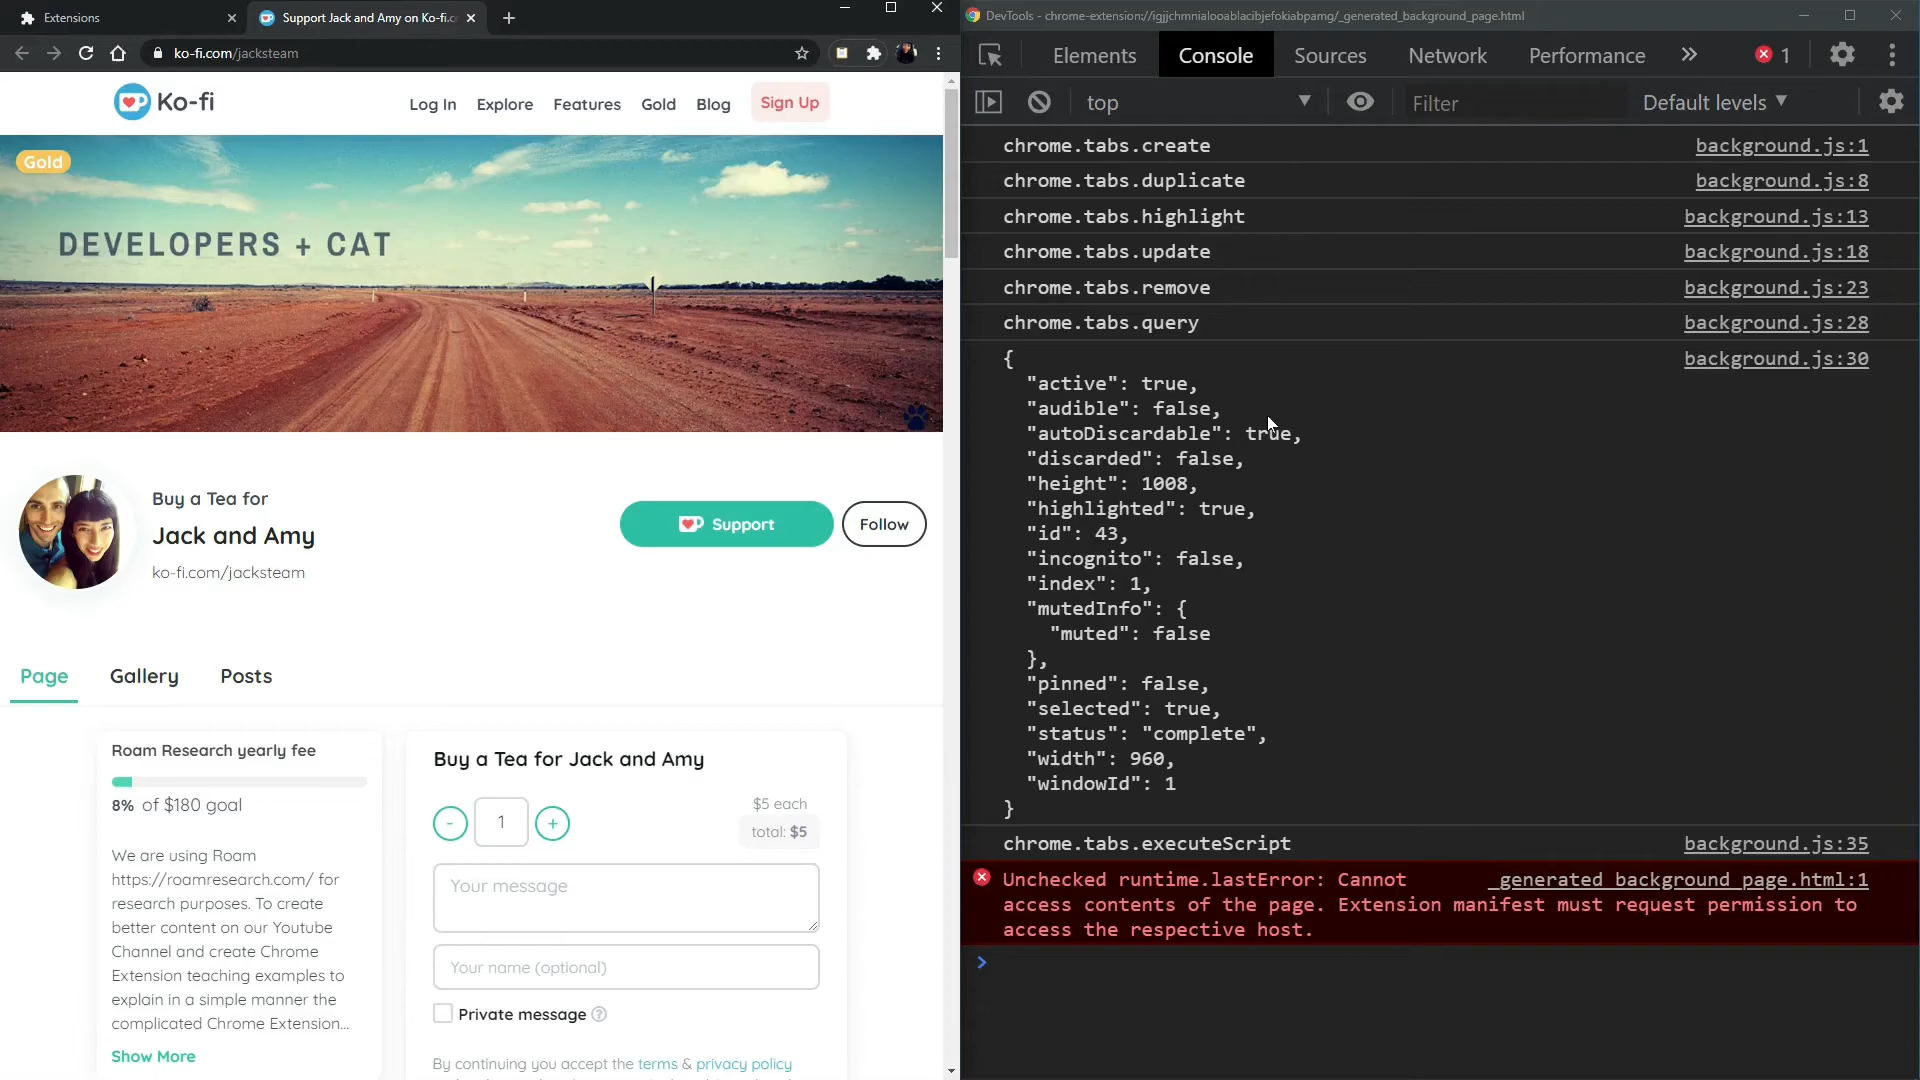 Extensions
Support Jack and Amy on Ko-fi.c
ko-fi.com/jacksteam
Ko-fi
Log In
Explore
Features
Gold
Blog
Sign Up
Gold
DEVELOPERS + CAT
Buy a Tea for
Jack and Amy
ko-fi.com/jacksteam
Support
Follow
Page
Gallery
Posts
Roam Research yearly fee
8% of $180 goal
We are using Roam
https://roamresearch.com/ for
research purposes. To create
better content on our Youtube
Channel and create Chrome
Extension teaching examples to
explain in a simple manner the
complicated Chrome Extension...
Show More
Buy a Tea for Jack and Amy
-
1
+
$5 each
total: $5
Your message
Your name (optional)
Private message ?
By continuing you accept the terms & privacy policy
DevTools - chrome-extension://igjjchmnialooablacibjefokiabpamg/_generated_background_page.html
Elements
Console
Sources
Network
Performance
1
top
Filter
Default levels
chrome.tabs.create background.js:1
chrome.tabs.duplicate background.js:8
chrome.tabs.highlight background.js:13
chrome.tabs.update background.js:18
chrome.tabs.remove background.js:23
chrome.tabs.query background.js:28
{ background.js:30
"active": true,
"audible": false,
"autoDiscardable": true,
"discarded": false,
"height": 1008,
"highlighted": true,
"id": 43,
"incognito": false,
"index": 1,
"mutedInfo": {
"muted": false
},
"pinned": false,
"selected": true,
"status": "complete",
"width": 960,
"windowId": 1
}
chrome.tabs.executeScript background.js:35
Unchecked runtime.lastError: Cannot _generated_background_page.html:1
access contents of the page. Extension manifest must request permission to
access the respective host.